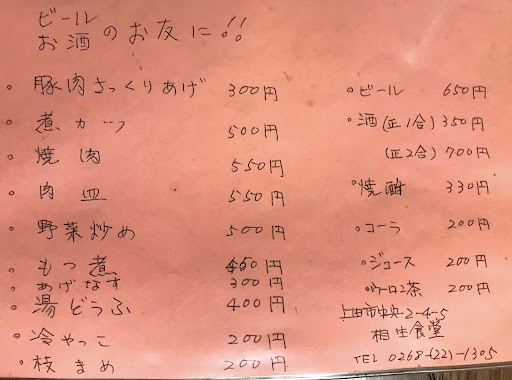 ビール
お酒のお友に!!
・豚肉さっくりあげ 300円
・煮カツ 500円
・焼肉 550円
・肉皿 550円
・野菜炒め 500円
・もつ煮 450円
・あげなす 300円
・湯どうふ 400円
・冷やっこ 200円
・枝まめ 200円
・ビール 650円
・酒(正1合) 350円
(正2合) 700円
・焼酎 330円
・コーラ 200円
・ジュース 200円
・ウーロン茶 200円
上田市中央2-4-5
相生食堂
TEL 0268-(22)-1305